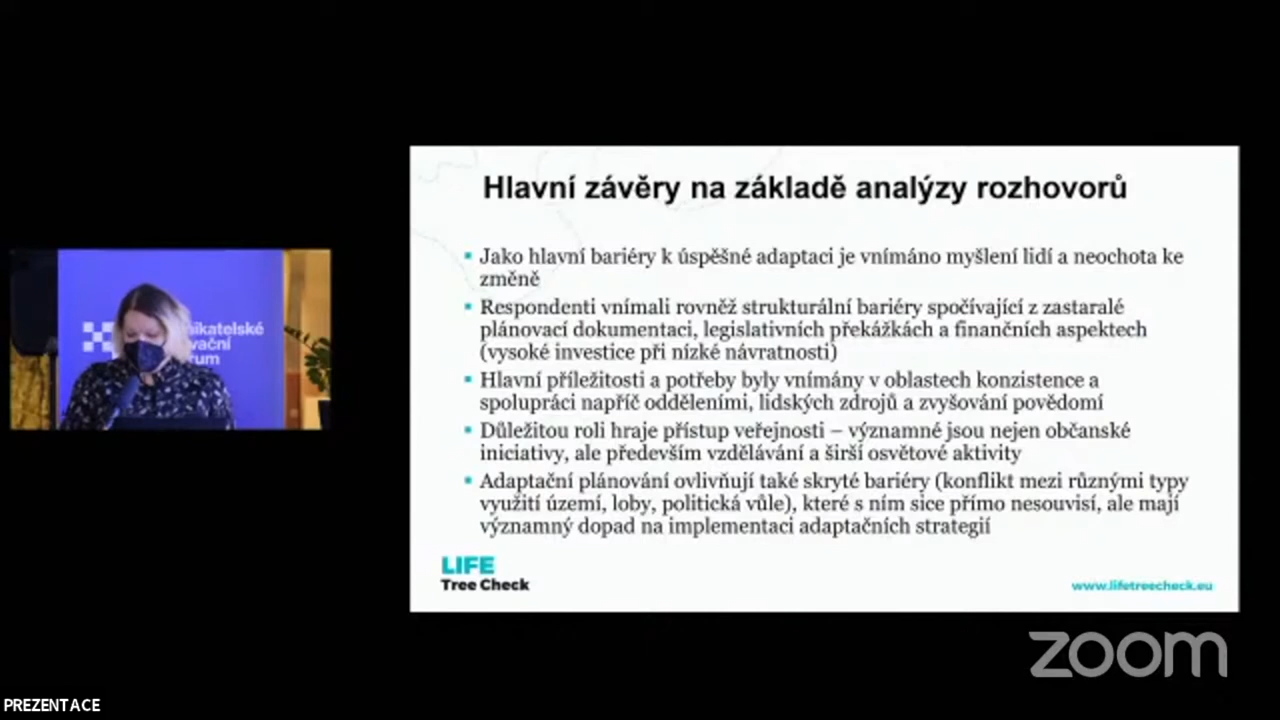 Hlavní závěry na základě analýzy rozhovorů
Jako hlavní bariéry k úspěšné adaptaci je vnímáno myšlení lidí a neochota ke
změně
Respondenti vnímali rovněž strukturální bariéry spočívající z zastaralé
plánovací dokumentaci, legislativních překážkách a finančních aspektech
(vysoké investice při nízké návratnosti)
Hlavní příležitosti a potřeby byly vnímány v oblastech konzistence a
spolupráci napříč odděleními, lidských zdrojů a zvyšování povědomí
Důležitou roli hraje přístup veřejnosti – významné jsou nejen občanské
iniciativy, ale především vzdělávání a širší osvětové aktivity
Adaptační plánování ovlivňují také skryté bariéry (konflikt mezi různými typy
využití území, loby, politická vůle), které s ním sice přímo nesouvisí, ale mají
významný dopad na implementaci adaptačních strategií
LIFE
Tree Check
www.lifetreecheck.eu
zoom
PREZENTACE